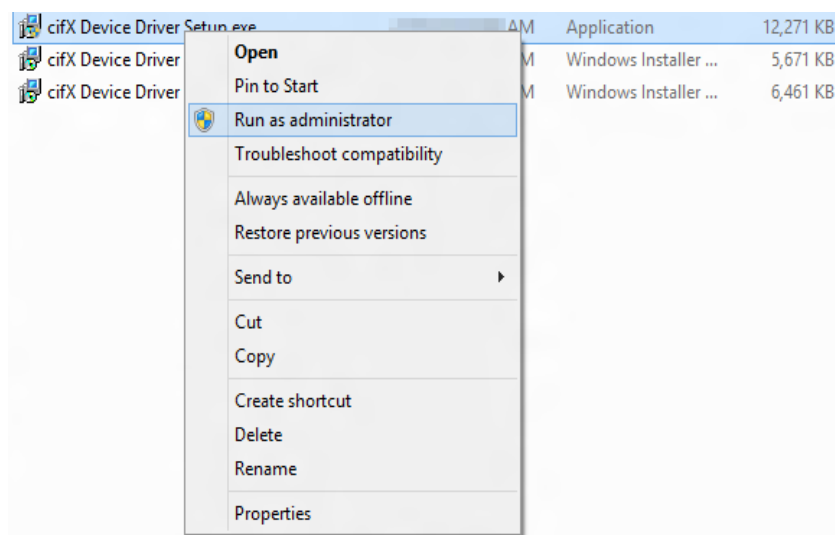 cifX Device Driver Setup.exe AM Application 12,271 KB
cifX Device Driver M Windows Installer ... 5,671 KB
cifX Device Driver M Windows Installer ... 6,461 KB
Open
Pin to Start
Run as administrator
Troubleshoot compatibility
Always available offline
Restore previous versions
Send to
Cut
Copy
Create shortcut
Delete
Rename
Properties